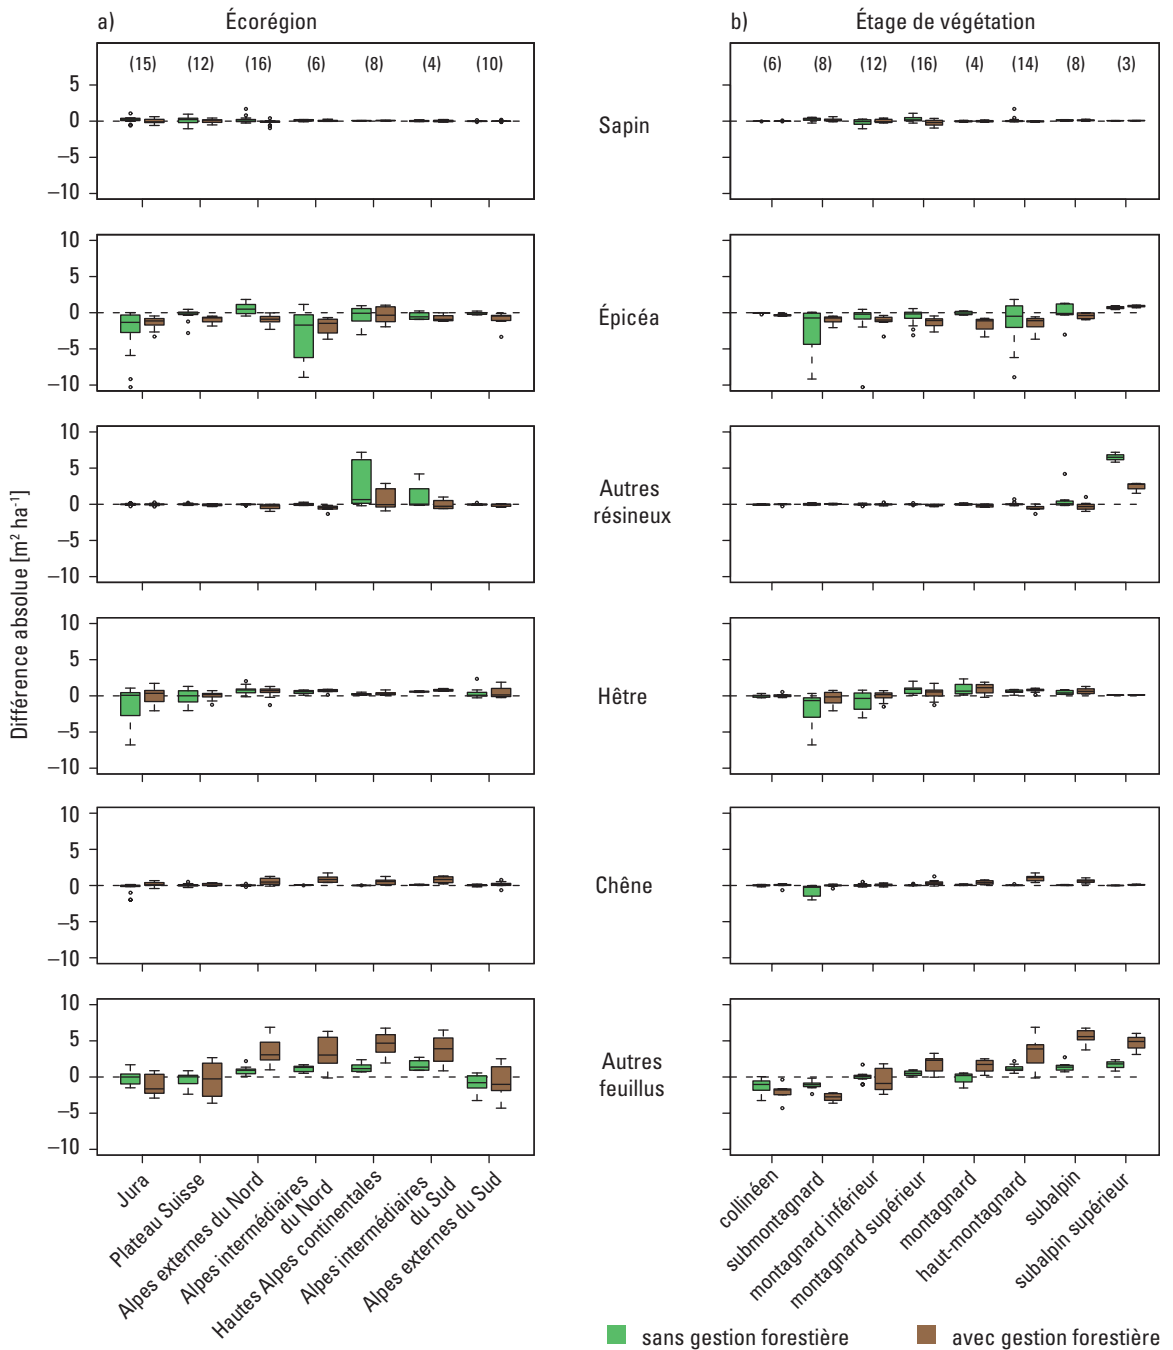 a) Écorégion
b) Étage de végétation
(15) (12) (16) (6) (8) (4) (10)
(6) (8) (12) (16) (4) (14) (8) (3)
5
0
−5
−10
Sapin
10
5
0
−5
−10
Épicéa
10
5
0
−5
−10
Autres
résineux
Différence absolue [m² ha⁻¹]
10
5
0
−5
−10
Hêtre
10
5
0
−5
−10
Chêne
10
5
0
−5
−10
Autres
feuillus
Jura
Plateau Suisse
Alpes externes du Nord
Alpes intermédiaires
du Nord
Hautes Alpes continentales
Alpes intermédiaires
du Sud
Alpes externes du Sud
collinéen
submontagnard
montagnard inférieur
montagnard supérieur
montagnard
haut-montagnard
subalpin
subalpin supérieur
sans gestion forestière
avec gestion forestière